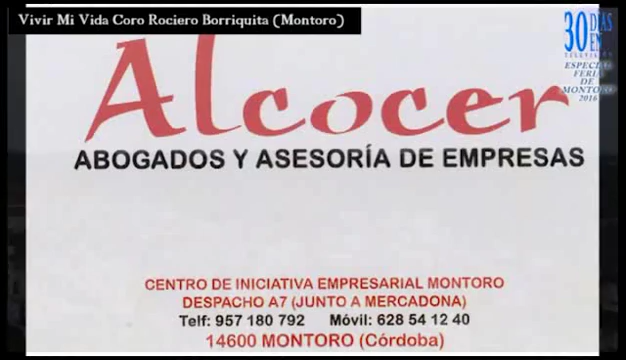 Vivir Mi Vida Coro Rociero Borriquita (Montoro)
30 DÍAS
EN
TELEVISIÓN
ESPECIAL
FERIA
DE
MONTORO
2016
Alcocer
ABOGADOS Y ASESORÍA DE EMPRESAS
CENTRO DE INICIATIVA EMPRESARIAL MONTORO
DESPACHO A7 (JUNTO A MERCADONA)
Telf: 957 180 792 Móvil: 628 54 12 40
14600 MONTORO (Córdoba)